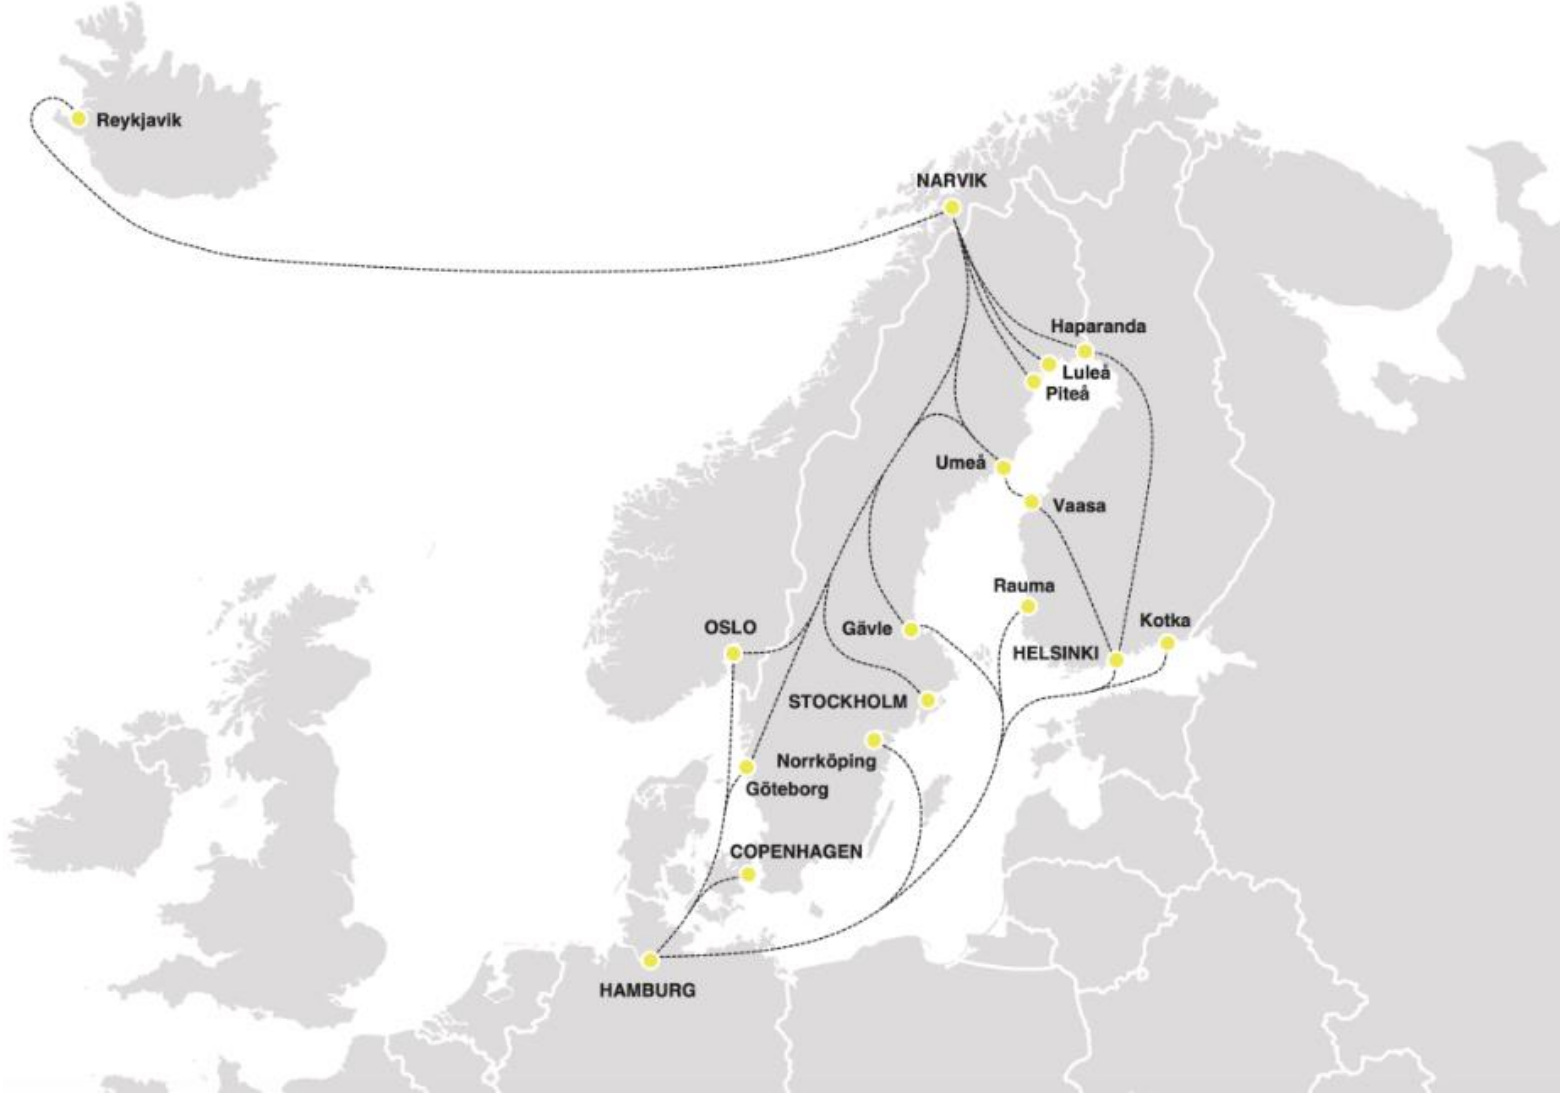 Reykjavik
NARVIK
Haparanda
Luleå
Piteå
Umeå
Vaasa
Rauma
Kotka
OSLO
Gävle
HELSINKI
STOCKHOLM
Norrköping
Göteborg
COPENHAGEN
HAMBURG